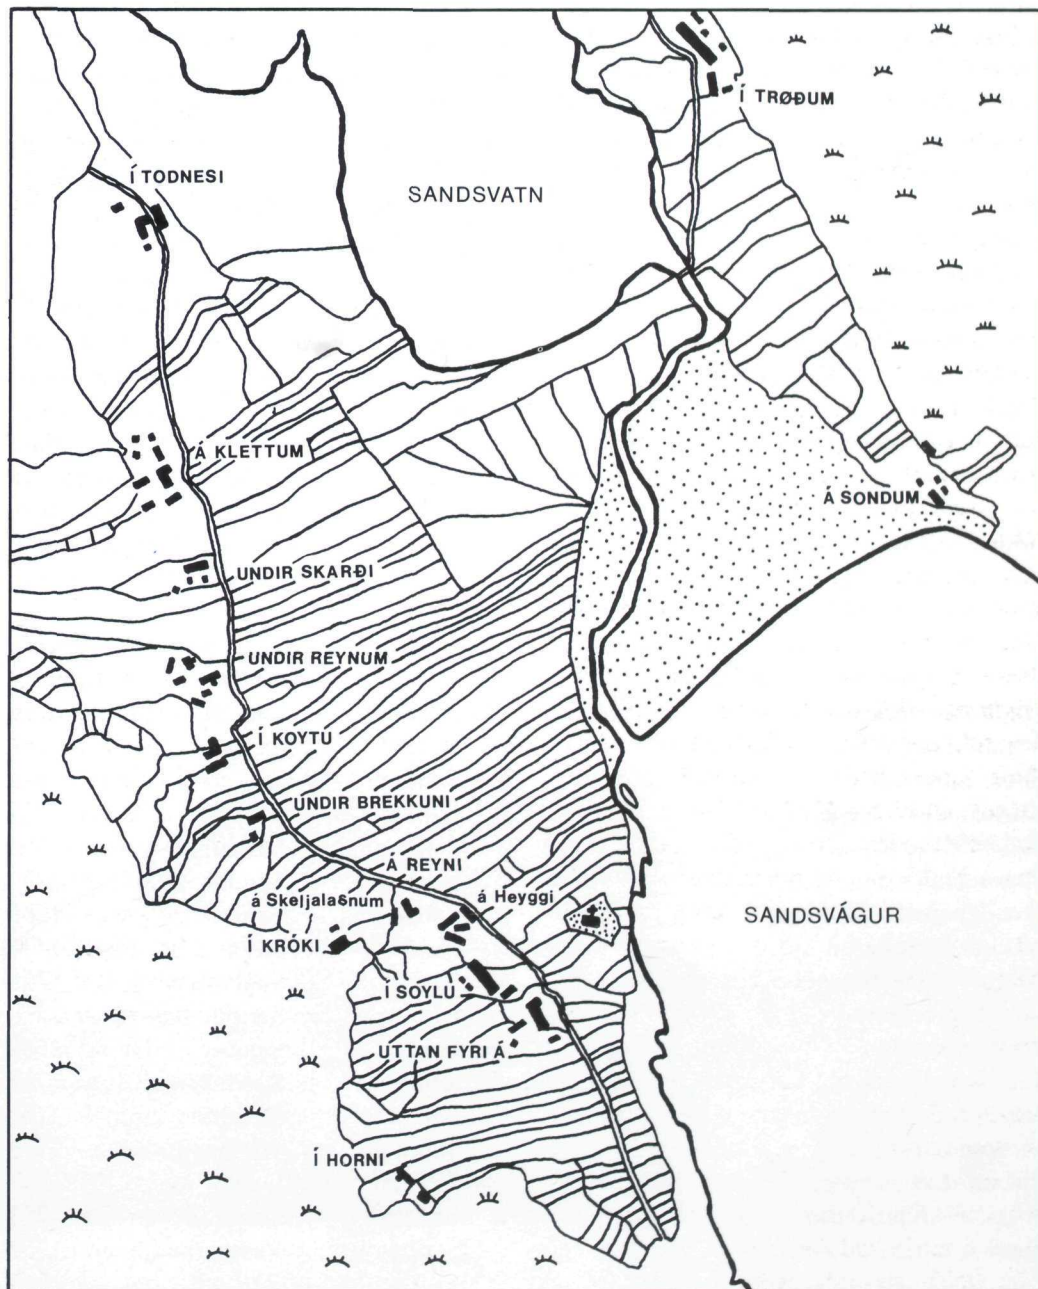 Í TRØÐUM
Í TODNESI
SANDSVATN
Á KLETTUM
Á SONDUM
UNDIR SKARÐI
UNDIR REYNUM
Í KOYTU
UNDIR BREKKUNI
Á REYNI
á Skeljalaðnum
á Heyggi
SANDSVÁGUR
Í KRÓKI
Í SOYLU
UTTAN FYRI Á
Í HORNI